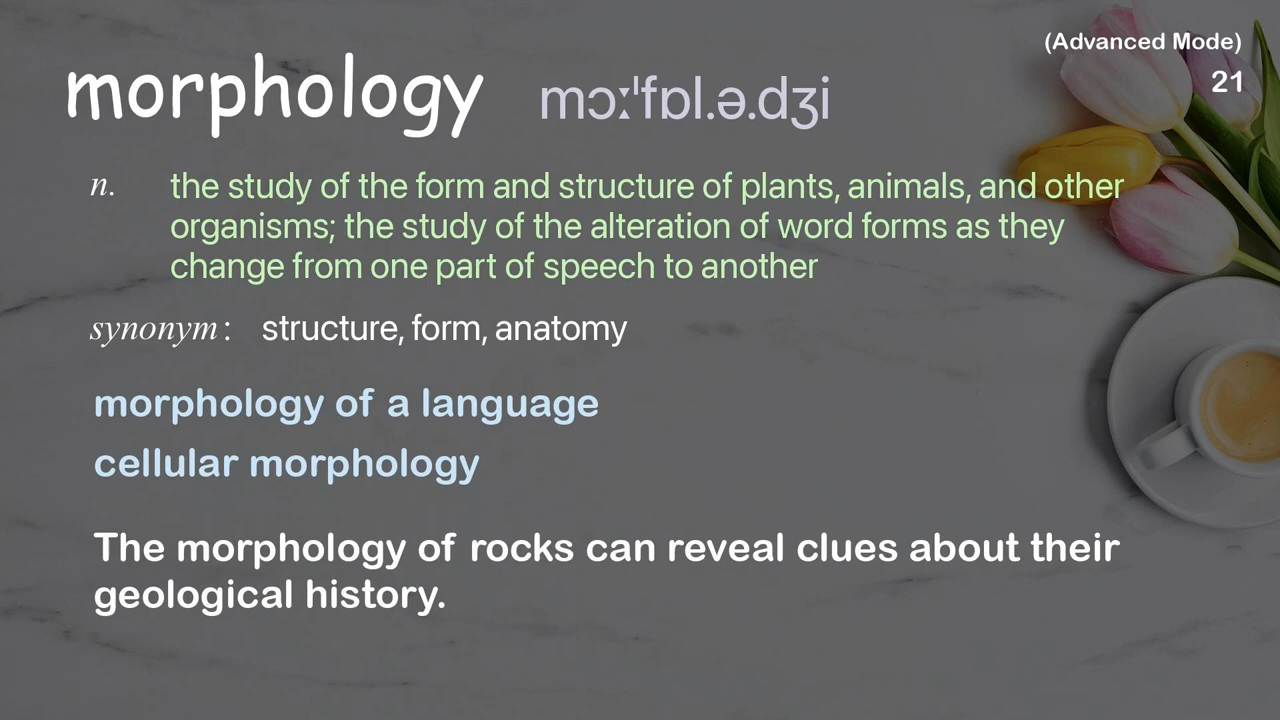 (Advanced Mode)
21
morphology mɔːˈfɒl.ə.dʒi
n. the study of the form and structure of plants, animals, and other
organisms; the study of the alteration of word forms as they
change from one part of speech to another
synonym: structure, form, anatomy
morphology of a language
cellular morphology
The morphology of rocks can reveal clues about their
geological history.